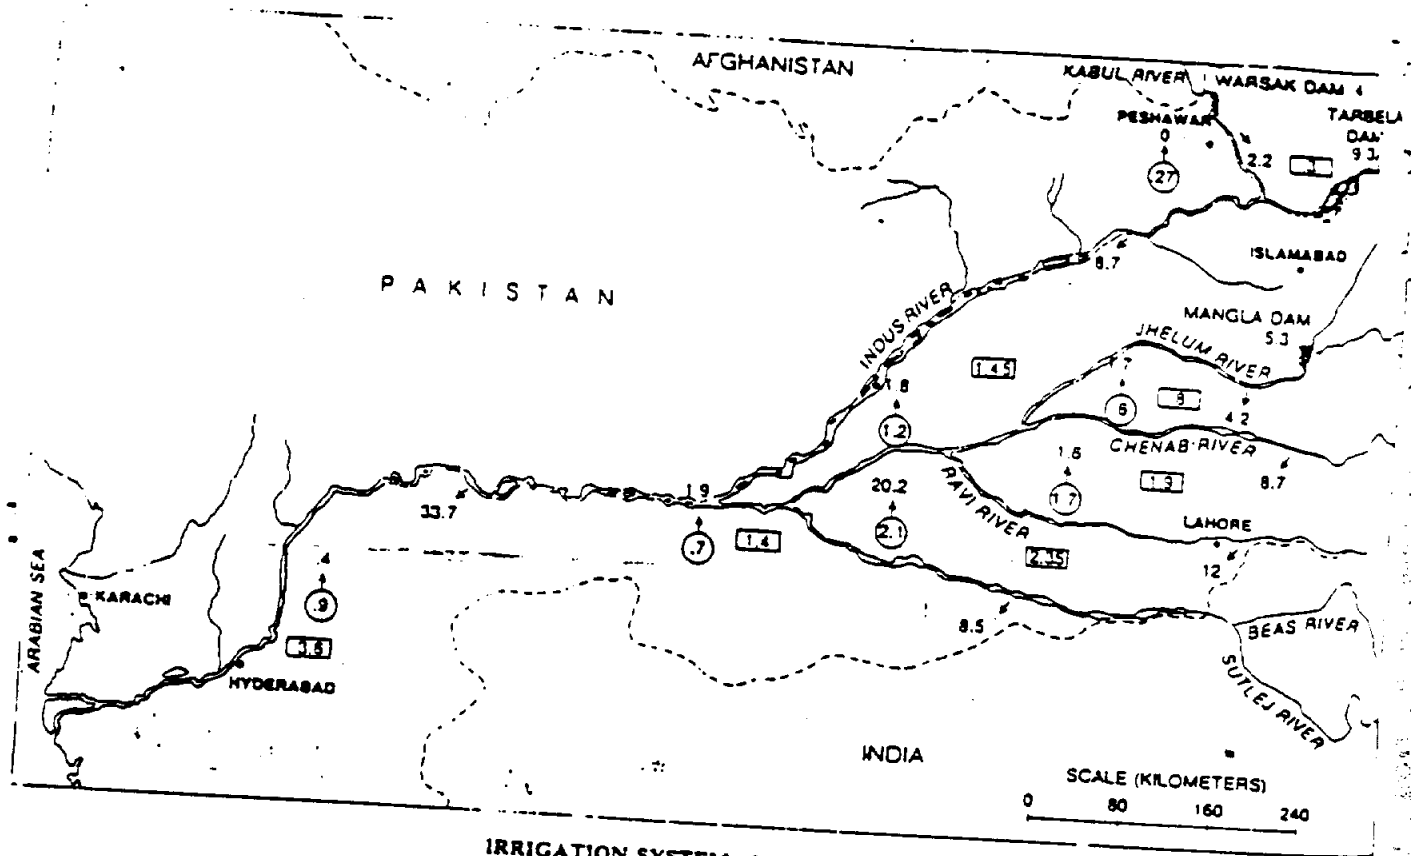 AFGHANISTAN
KABUL RIVER
WARSAK DAM
PESHAWAR
0
.27
2.2
TARBELA
DAM
ISLAMABAD
8.7
PAKISTAN
INDUS RIVER
MANGLA DAM
5.3
JHELUM RIVER
1.45
1.8
1.2
.6
.8
4.2
CHENAB RIVER
8.7
1.6
1.7
1.9
RAVI RIVER
LAHORE
12
20.2
2.1
2.35
1.9
.7
1.4
33.7
8.5
BEAS RIVER
SUTLEJ RIVER
ARABIAN SEA
KARACHI
.4
.9
3.6
HYDERABAD
INDIA
SCALE (KILOMETERS)
0 80 160 240
IRRIGATION SYSTEM